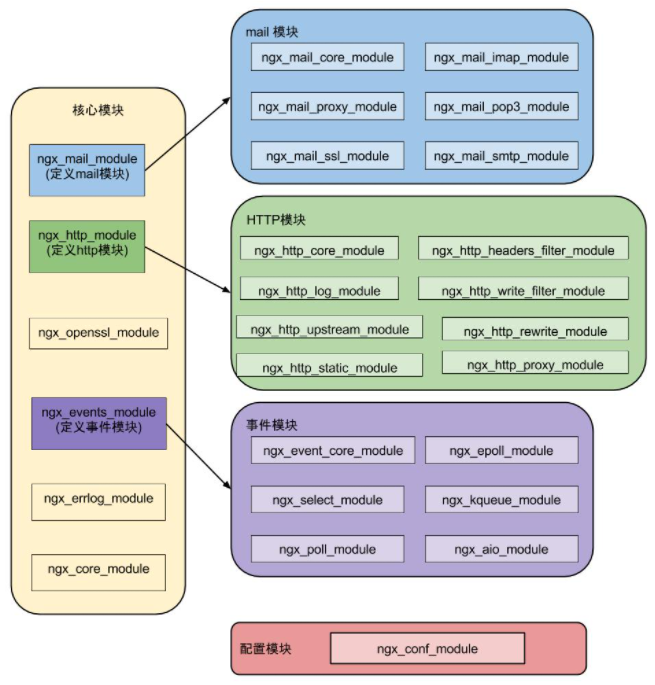 核心模块
ngx_mail_module
(定义mail模块)
ngx_http_module
(定义http模块)
ngx_openssl_module
ngx_events_module
(定义事件模块)
ngx_errlog_module
ngx_core_module
mail 模块
ngx_mail_core_module
ngx_mail_imap_module
ngx_mail_proxy_module
ngx_mail_pop3_module
ngx_mail_ssl_module
ngx_mail_smtp_module
HTTP模块
ngx_http_core_module
ngx_http_headers_filter_module
ngx_http_log_module
ngx_http_write_filter_module
ngx_http_upstream_module
ngx_http_rewrite_module
ngx_http_static_module
ngx_http_proxy_module
事件模块
ngx_event_core_module
ngx_epoll_module
ngx_select_module
ngx_kqueue_module
ngx_poll_module
ngx_aio_module
配置模块
ngx_conf_module